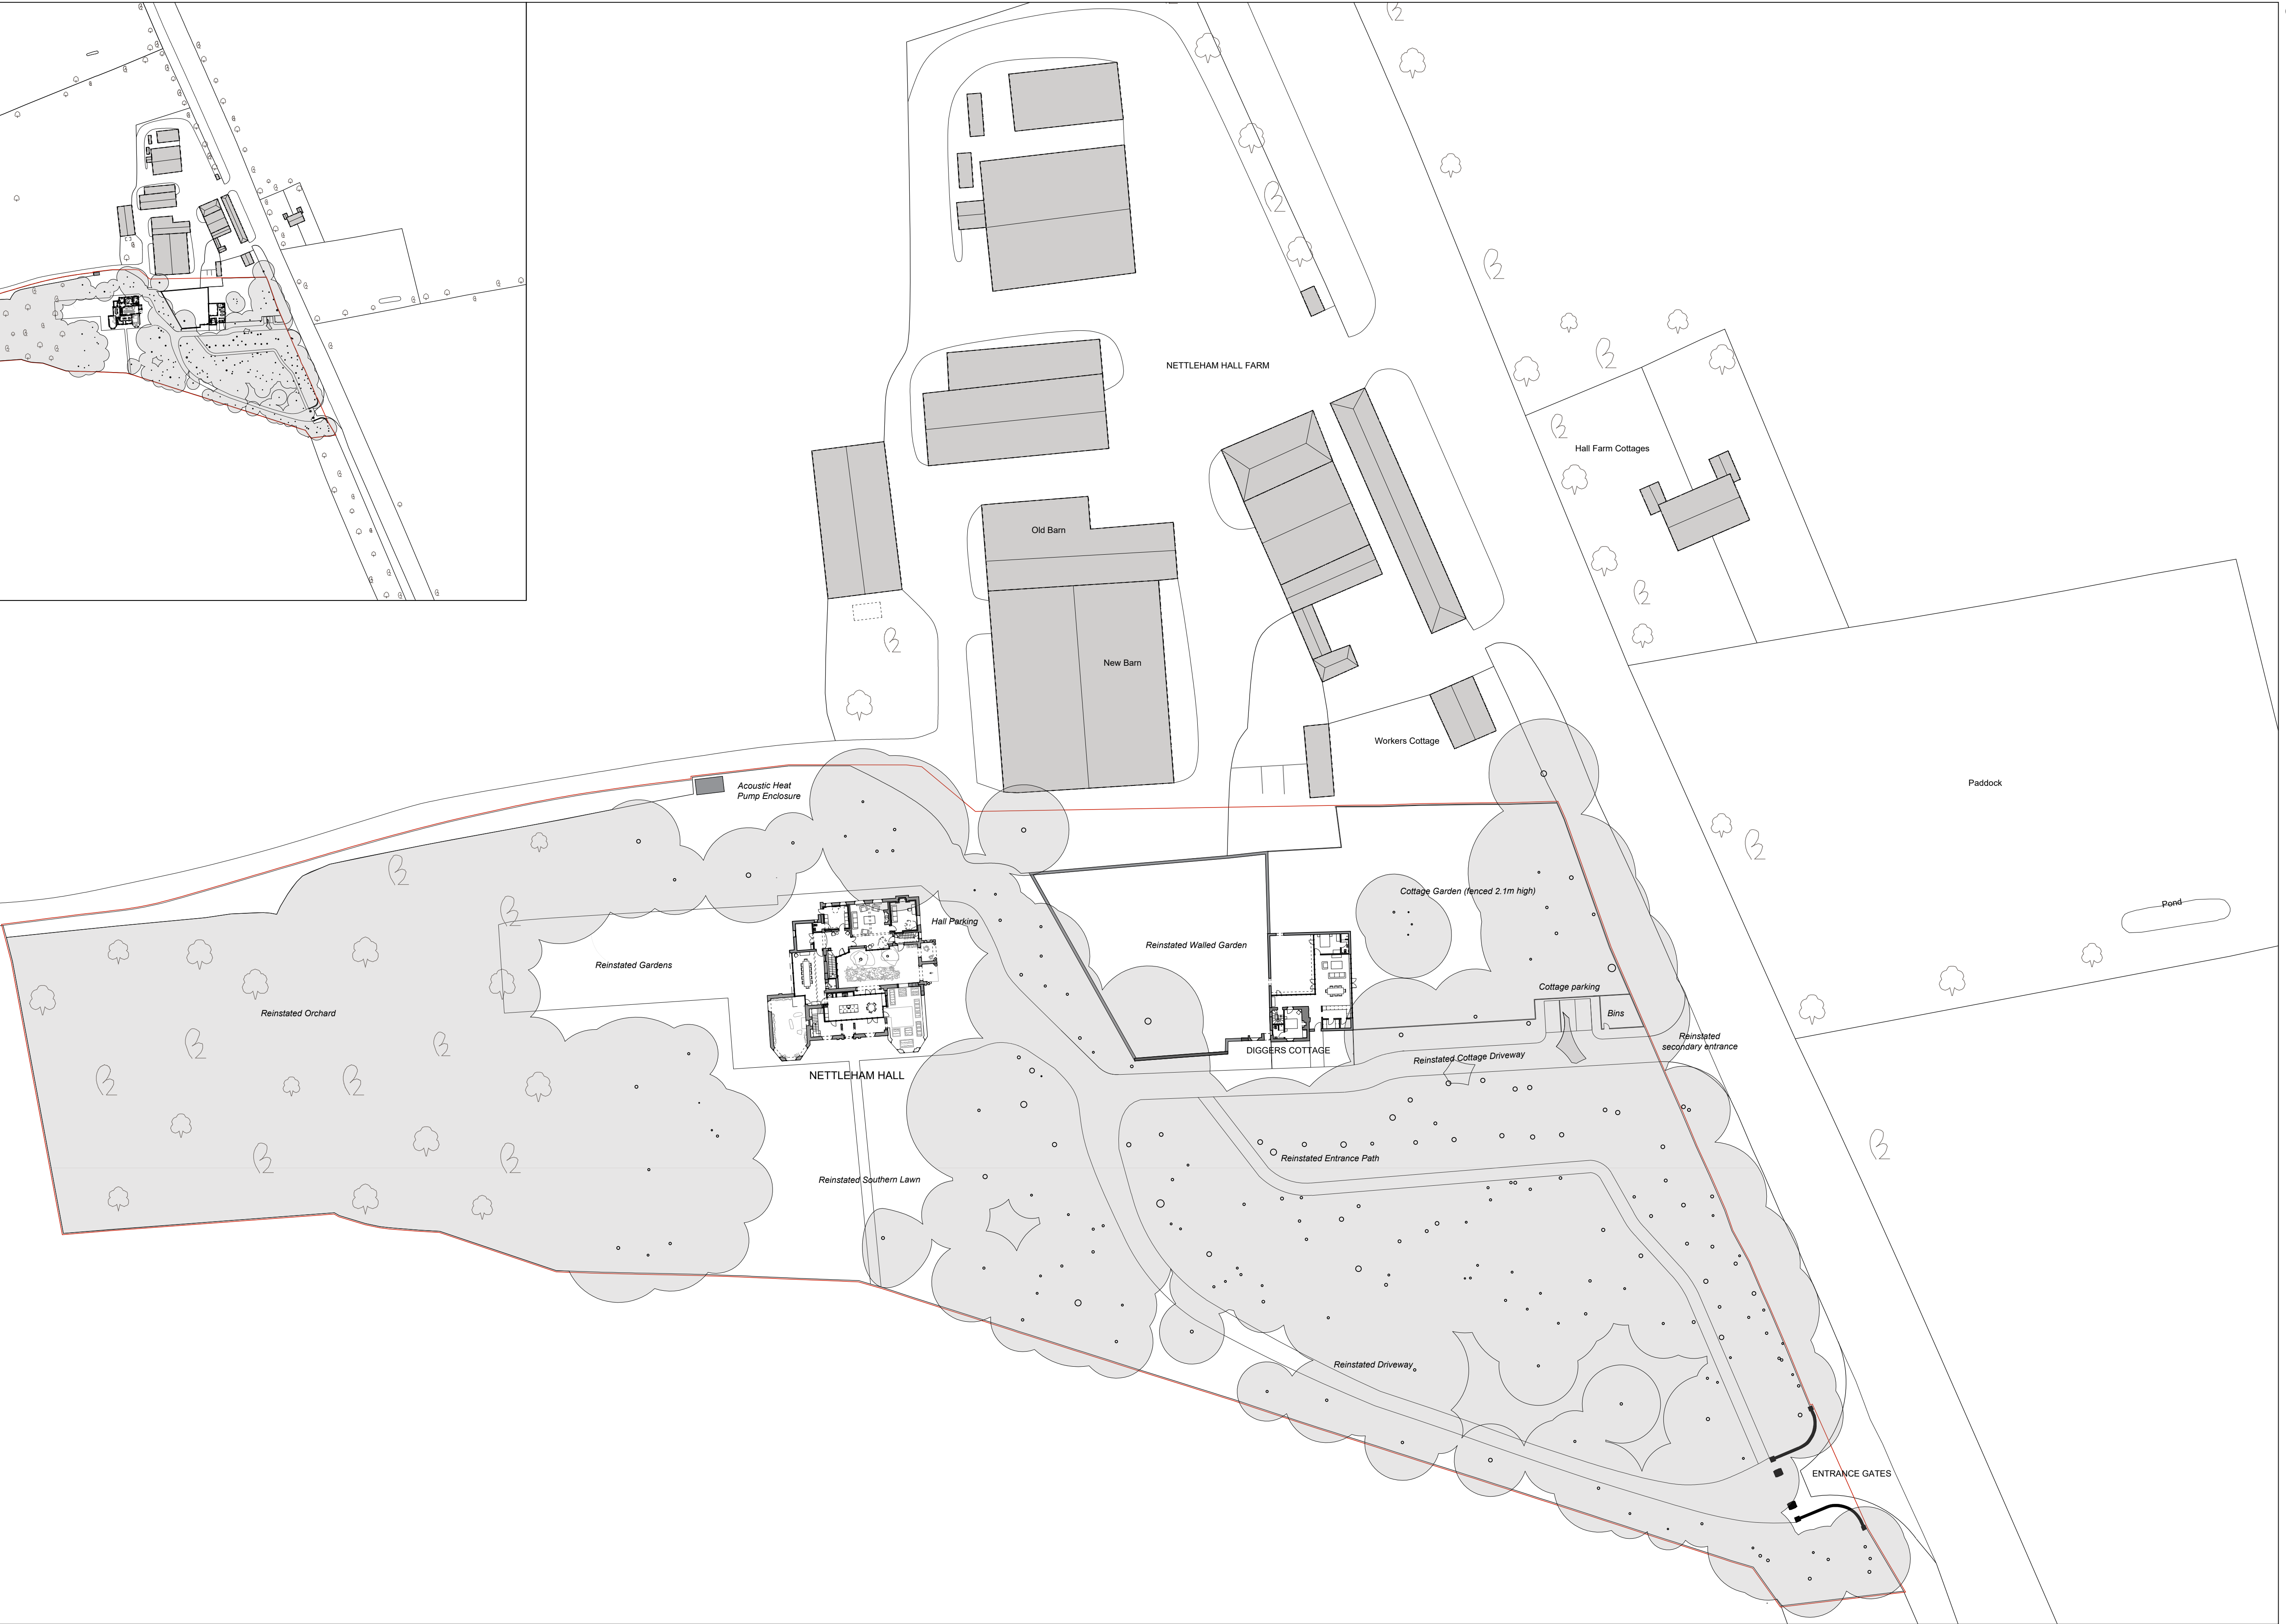 NETTLEHAM HALL FARM
Hall Farm Cottages
Old Barn
New Barn
Workers Cottage
Paddock
Acoustic Heat
Pump Enclosure
Cottage Garden (fenced 2.1m high)
Pond
Hall Parking
Reinstated Walled Garden
Reinstated Gardens
Cottage parking
Reinstated Orchard
Bins
Reinstated
secondary entrance
DIGGERS COTTAGE
Reinstated Cottage Driveway
NETTLEHAM HALL
Reinstated Entrance Path
Reinstated Southern Lawn
Reinstated Driveway
ENTRANCE GATES